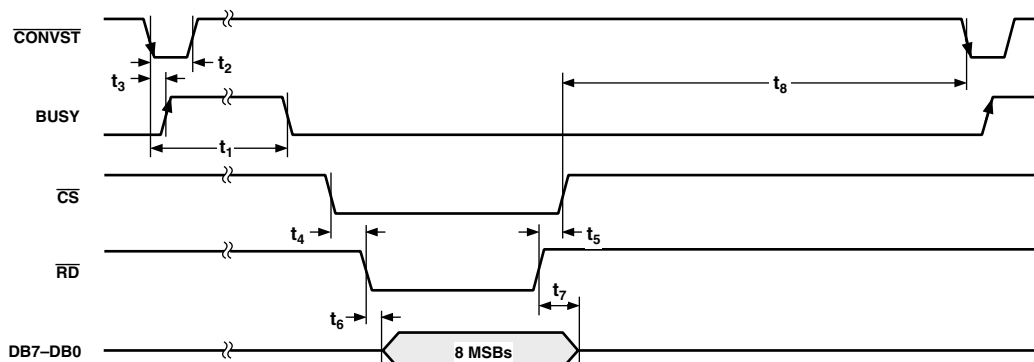 CONVST
t2
t3
t8
BUSY
t1
CS
t4
t5
RD
t7
t6
DB7–DB0
8 MSBs